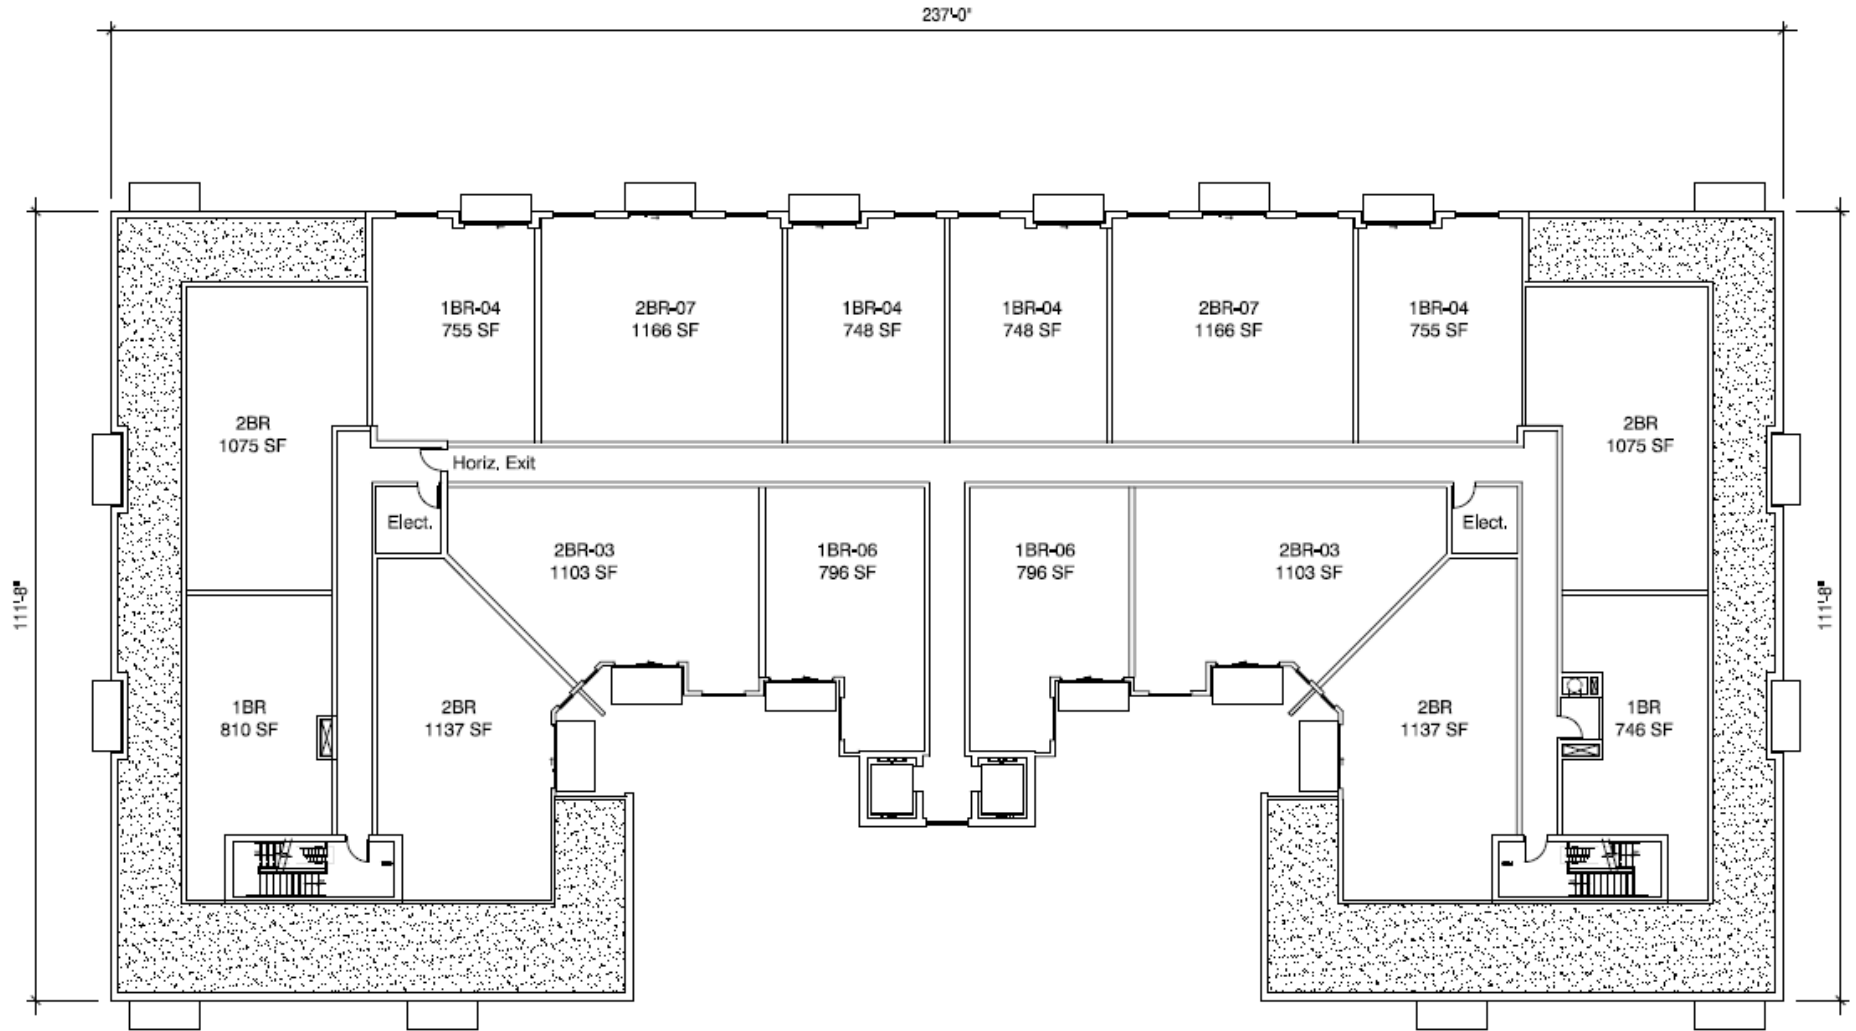 237'-0"
1BR-04
755 SF
2BR-07
1166 SF
1BR-04
748 SF
1BR-04
748 SF
2BR-07
1166 SF
1BR-04
755 SF
2BR
1075 SF
2BR
1075 SF
Horiz. Exit
Elect.
Elect.
2BR-03
1103 SF
1BR-06
796 SF
1BR-06
796 SF
2BR-03
1103 SF
111'-8"
111'-8"
1BR
810 SF
2BR
1137 SF
2BR
1137 SF
1BR
746 SF